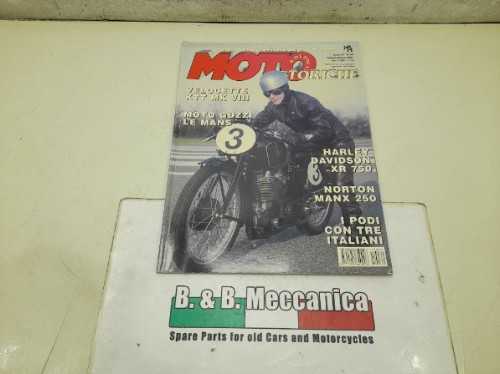 MOTO
STORICHE
VELOCETTE
KTT MK VIII
MOTO GUZZI
LE MANS
3
3
HARLEY-
DAVIDSON
XR 750
NORTON
MANX 250
I PODI
CON TRE
ITALIANI
B. & B. Meccanica
Spare Parts for old Cars and Motorcycles